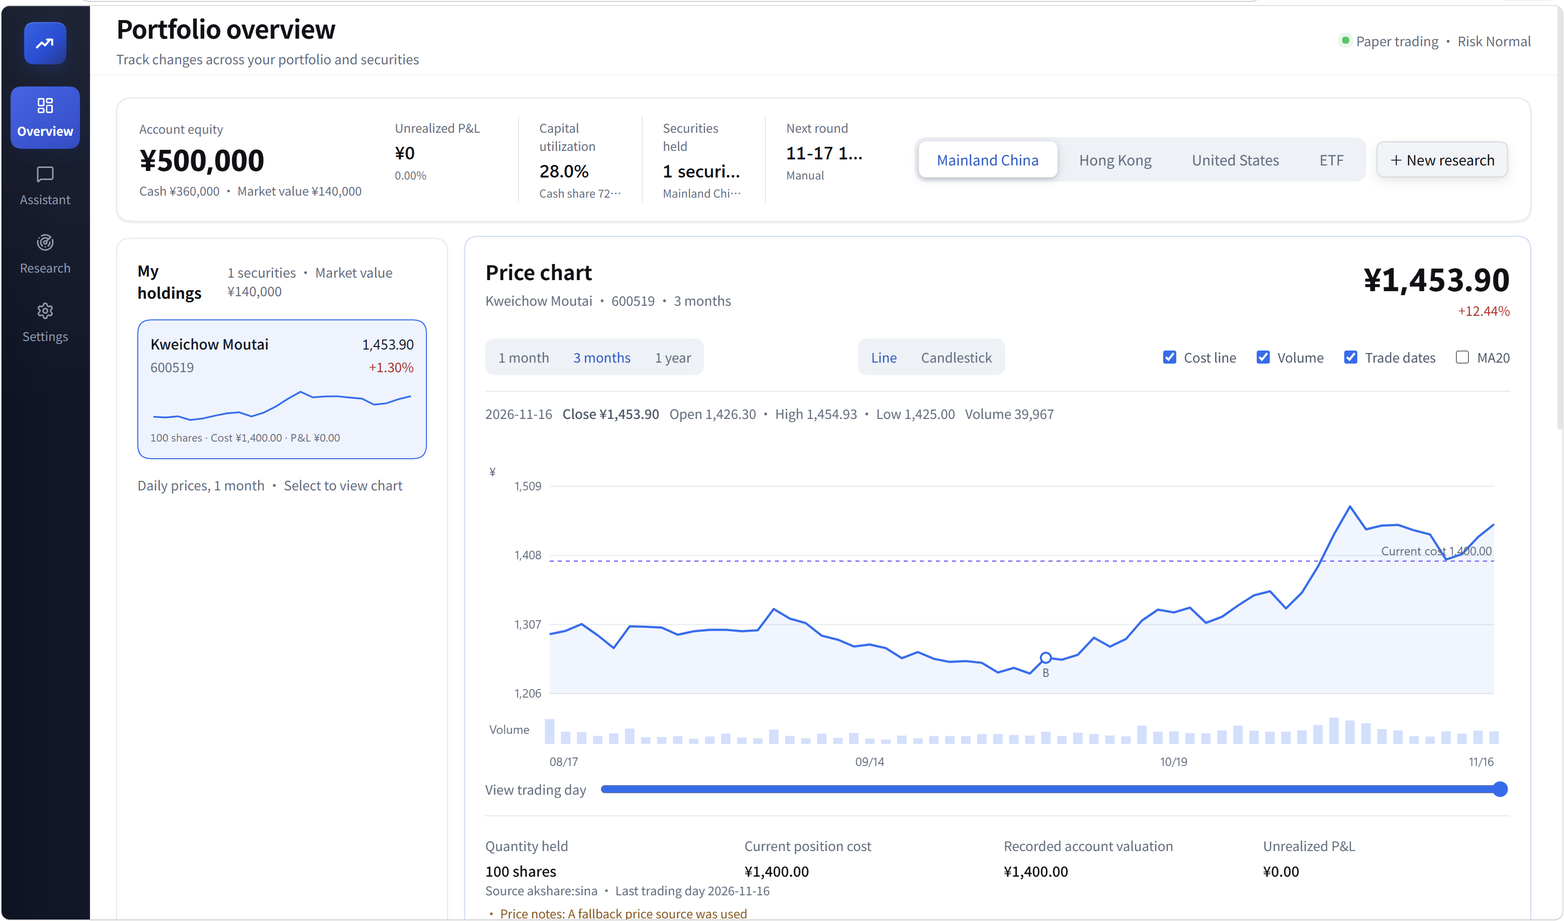 Portfolio overview
Track changes across your portfolio and securities
Paper trading • Risk Normal
Overview
Assistant
Research
Settings
Account equity
¥500,000
Cash ¥360,000 • Market value ¥140,000
Unrealized P&L
¥0
0.00%
Capital
utilization
28.0%
Cash share 72…
Securities
held
1 securi...
Mainland Chi…
Next round
11-17 1...
Manual
Mainland China
Hong Kong
United States
ETF
+ New research
My
holdings
1 securities • Market value
¥140,000
Kweichow Moutai
1,453.90
600519
+1.30%
100 shares · Cost ¥1,400.00 · P&L ¥0.00
Daily prices, 1 month • Select to view chart
Price chart
Kweichow Moutai • 600519 • 3 months
¥1,453.90
+12.44%
1 month
3 months
1 year
Line
Candlestick
Cost line
Volume
Trade dates
MA20
2026-11-16 Close ¥1,453.90 Open 1,426.30 • High 1,454.93 • Low 1,425.00 Volume 39,967
¥
1,509
1,408
Current cost 1,400.00
1,307
1,206
B
Volume
08/17
09/14
10/19
11/16
View trading day
Quantity held
100 shares
Current position cost
¥1,400.00
Recorded account valuation
¥1,400.00
Unrealized P&L
¥0.00
Source akshare:sina • Last trading day 2026-11-16
• Price notes: A fallback price source was used